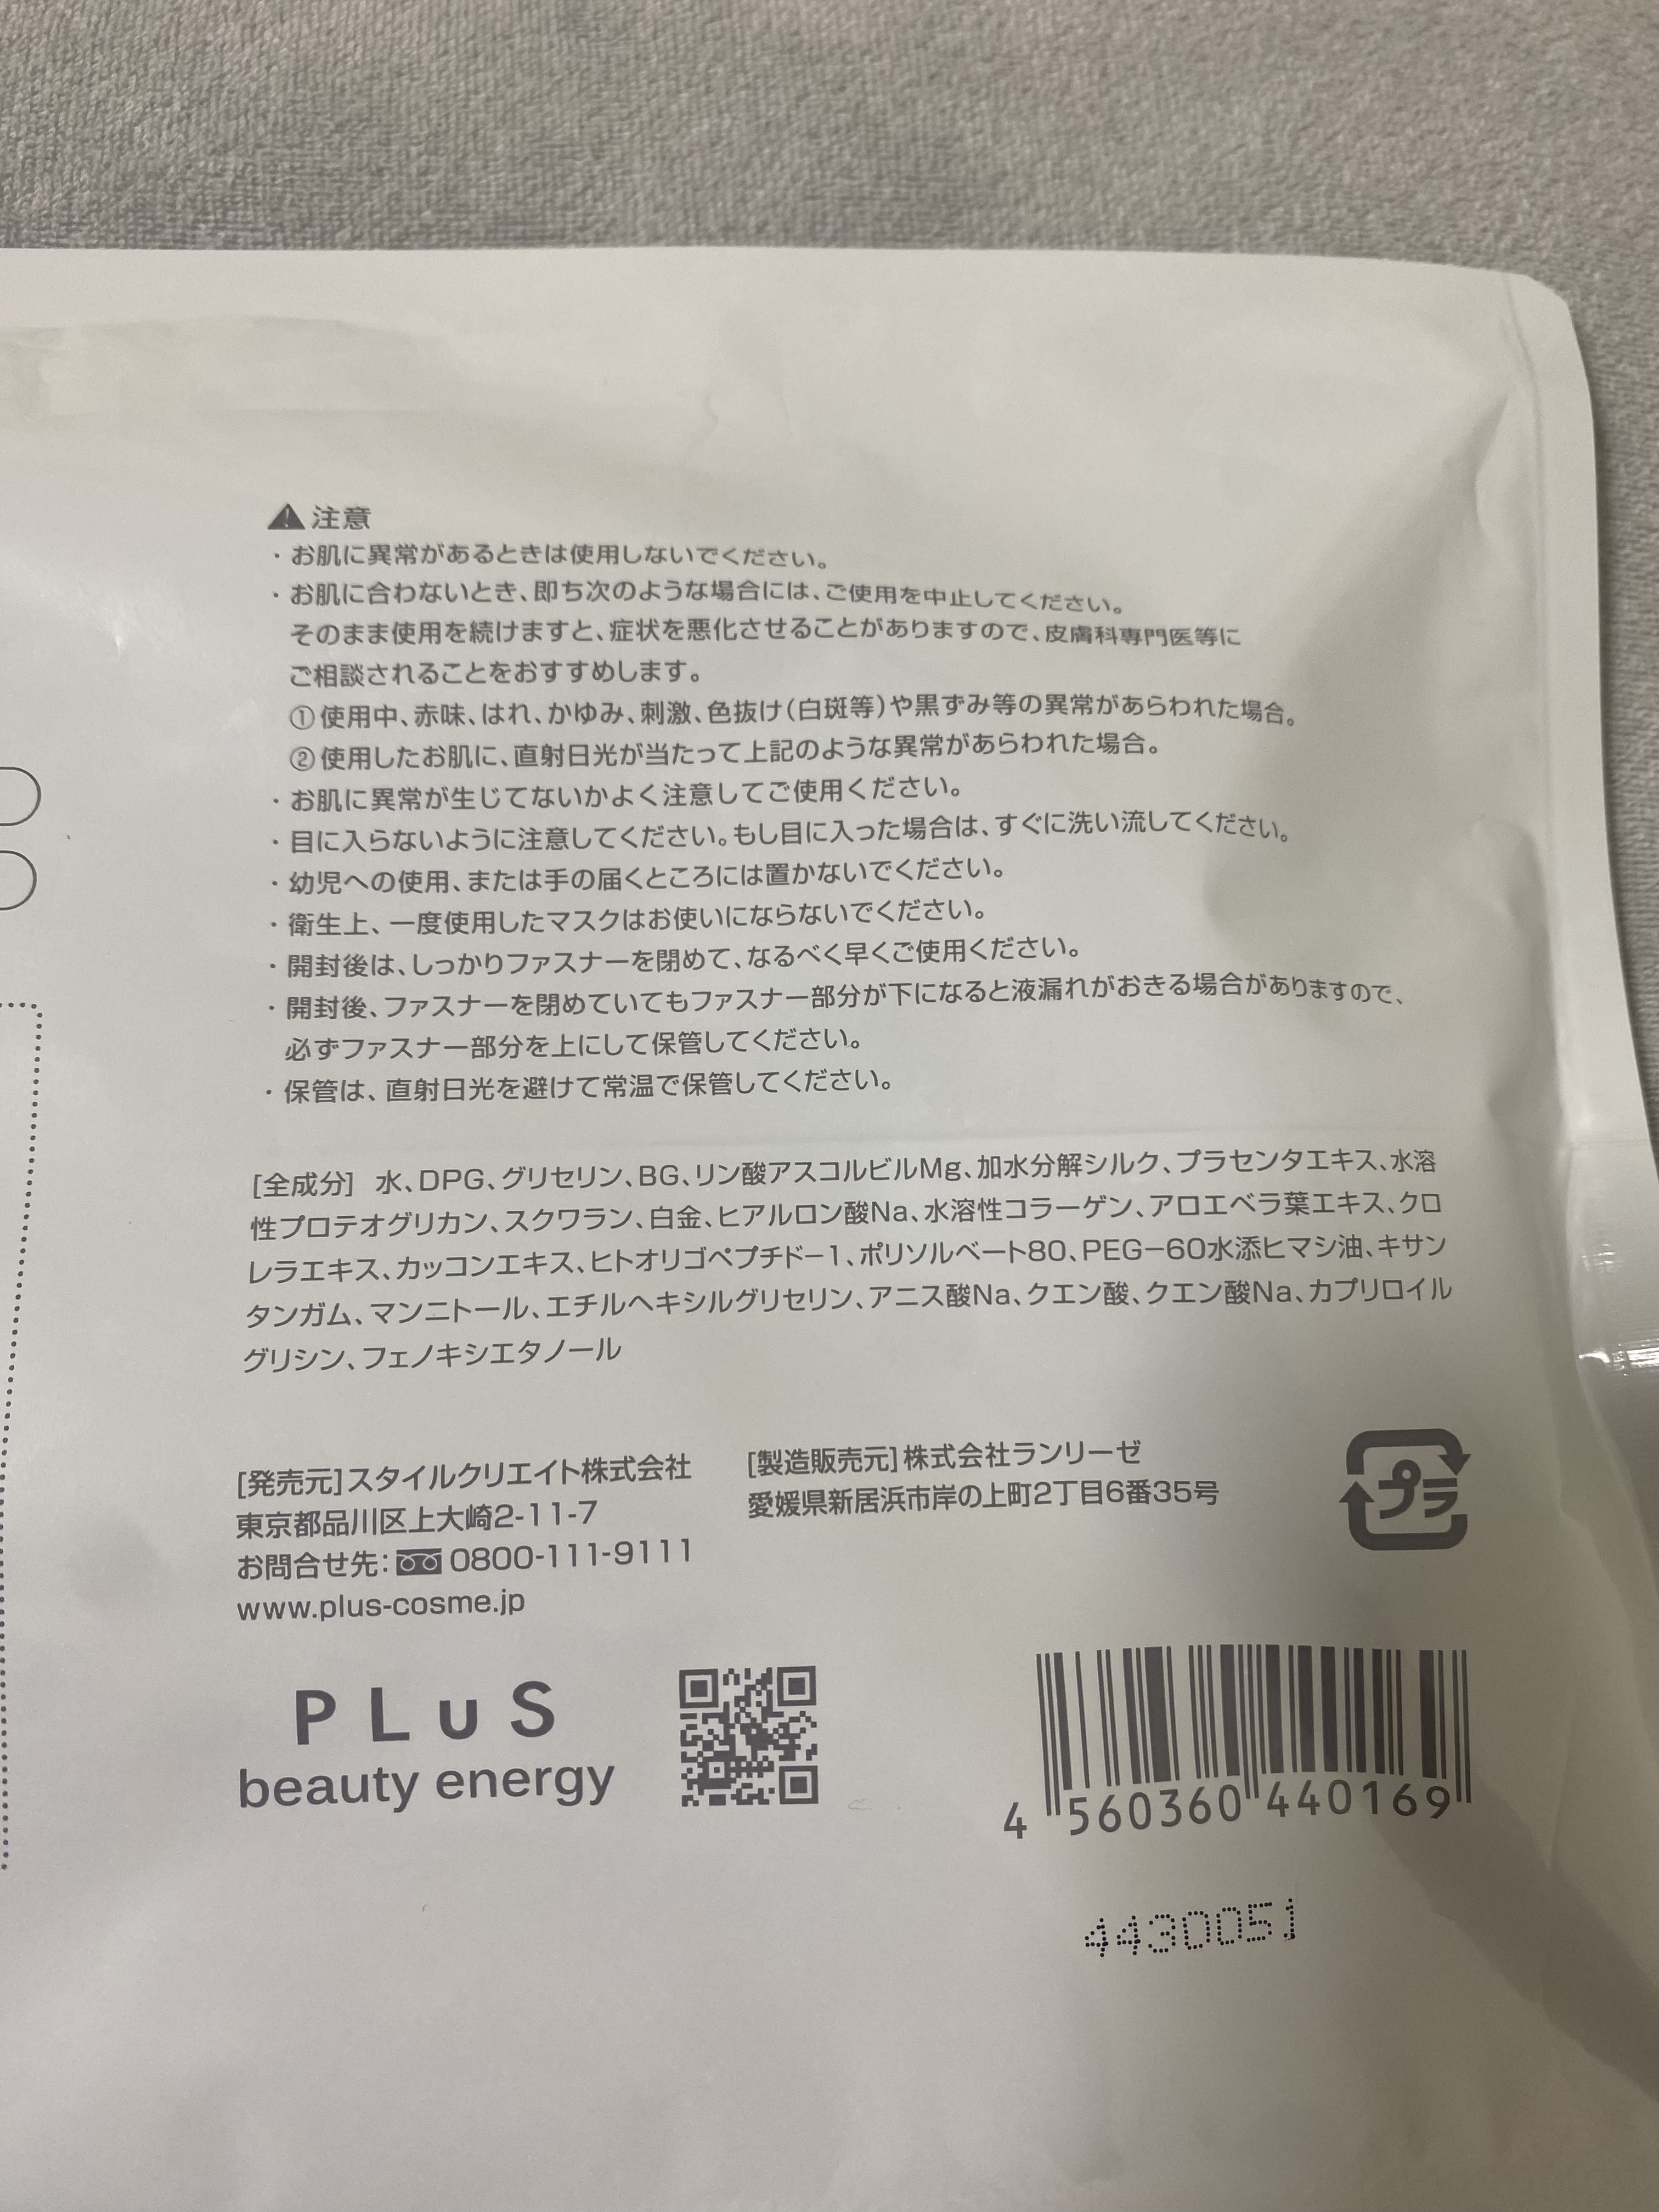 注意
・お肌に異常があるときは使用しないでください。
・お肌に合わないとき、即ち次のような場合には、ご使用を中止してください。
そのまま使用を続けますと、症状を悪化させることがありますので、皮膚科専門医等に
ご相談されることをおすすめします。
①使用中、赤味、はれ、かゆみ、刺激、色抜け(白斑等)や黒ずみ等の異常があらわれた場合。
②使用したお肌に、直射日光が当たって上記のような異常があらわれた場合。
・お肌に異常が生じてないかよく注意してご使用ください。
・目に入らないように注意してください。もし目に入った場合は、すぐに洗い流してください。
・幼児への使用、または手の届くところには置かないでください。
・衛生上、一度使用したマスクはお使いにならないでください。
・開封後は、しっかりファスナーを閉めて、なるべく早くご使用ください。
・開封後、ファスナーを閉めていてもファスナー部分が下になると液漏れがおきる場合がありますので、
必ずファスナー部分を上にして保管してください。
・保管は、直射日光を避けて常温で保管してください。
[全成分] 水、DPG、グリセリン、BG、リン酸アスコルビルMg、加水分解シルク、プラセンタエキス、水溶
性プロテオグリカン、スクワラン、白金、ヒアルロン酸Na、水溶性コラーゲン、アロエベラ葉エキス、クロ
レラエキス、カッコンエキス、ヒトオリゴペプチド−1、ポリソルベート80、PEG−60水添ヒマシ油、キサン
タンガム、マンニトール、エチルヘキシルグリセリン、アニス酸Na、クエン酸、クエン酸Na、カプリロイル
グリシン、フェノキシエタノール
[発売元]スタイルクリエイト株式会社
東京都品川区上大崎2-11-7
お問合せ先: 0800-111-9111
www.plus-cosme.jp
[製造販売元]株式会社ランリーゼ
愛媛県新居浜市岸の上町2丁目6番35号
プラ
PLuS
beauty energy
4 560360 440169
4430051